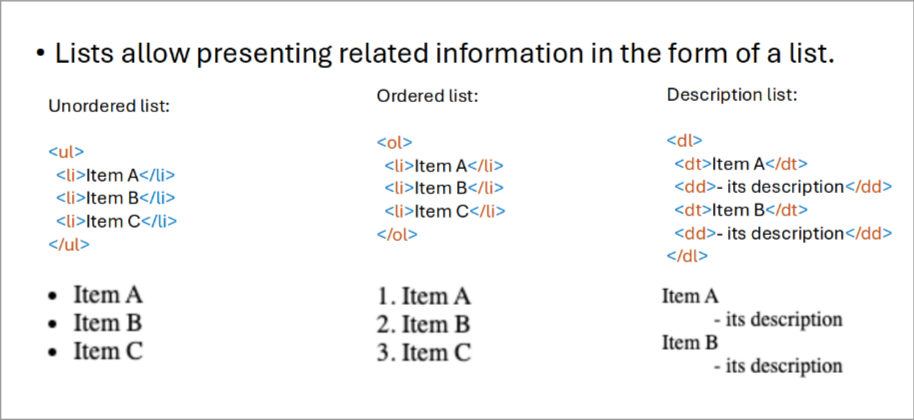 • Lists allow presenting related information in the form of a list.
Unordered list:
<ul>
<li>Item A</li>
<li>Item B</li>
<li>Item C</li>
</ul>
• Item A
• Item B
• Item C
Ordered list:
<ol>
<li>Item A</li>
<li>Item B</li>
<li>Item C</li>
</ol>
1. Item A
2. Item B
3. Item C
Description list:
<dl>
<dt>Item A</dt>
<dd>- its description</dd>
<dt>Item B</dt>
<dd>- its description</dd>
</dl>
Item A
- its description
Item B
- its description